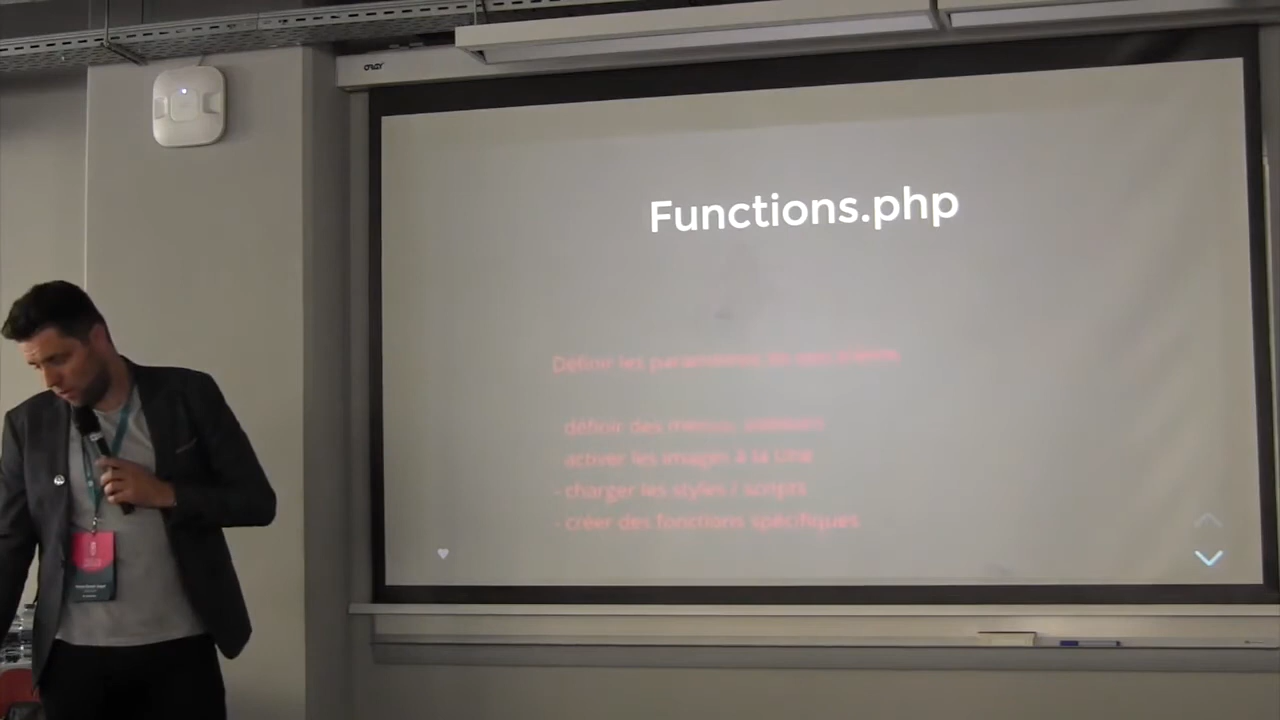 ORAY
Functions.php
Définir les paramètres
définir des menus,
activer les images à la Une
- charger les styles / scripts
- créer des fonctions spécifiques